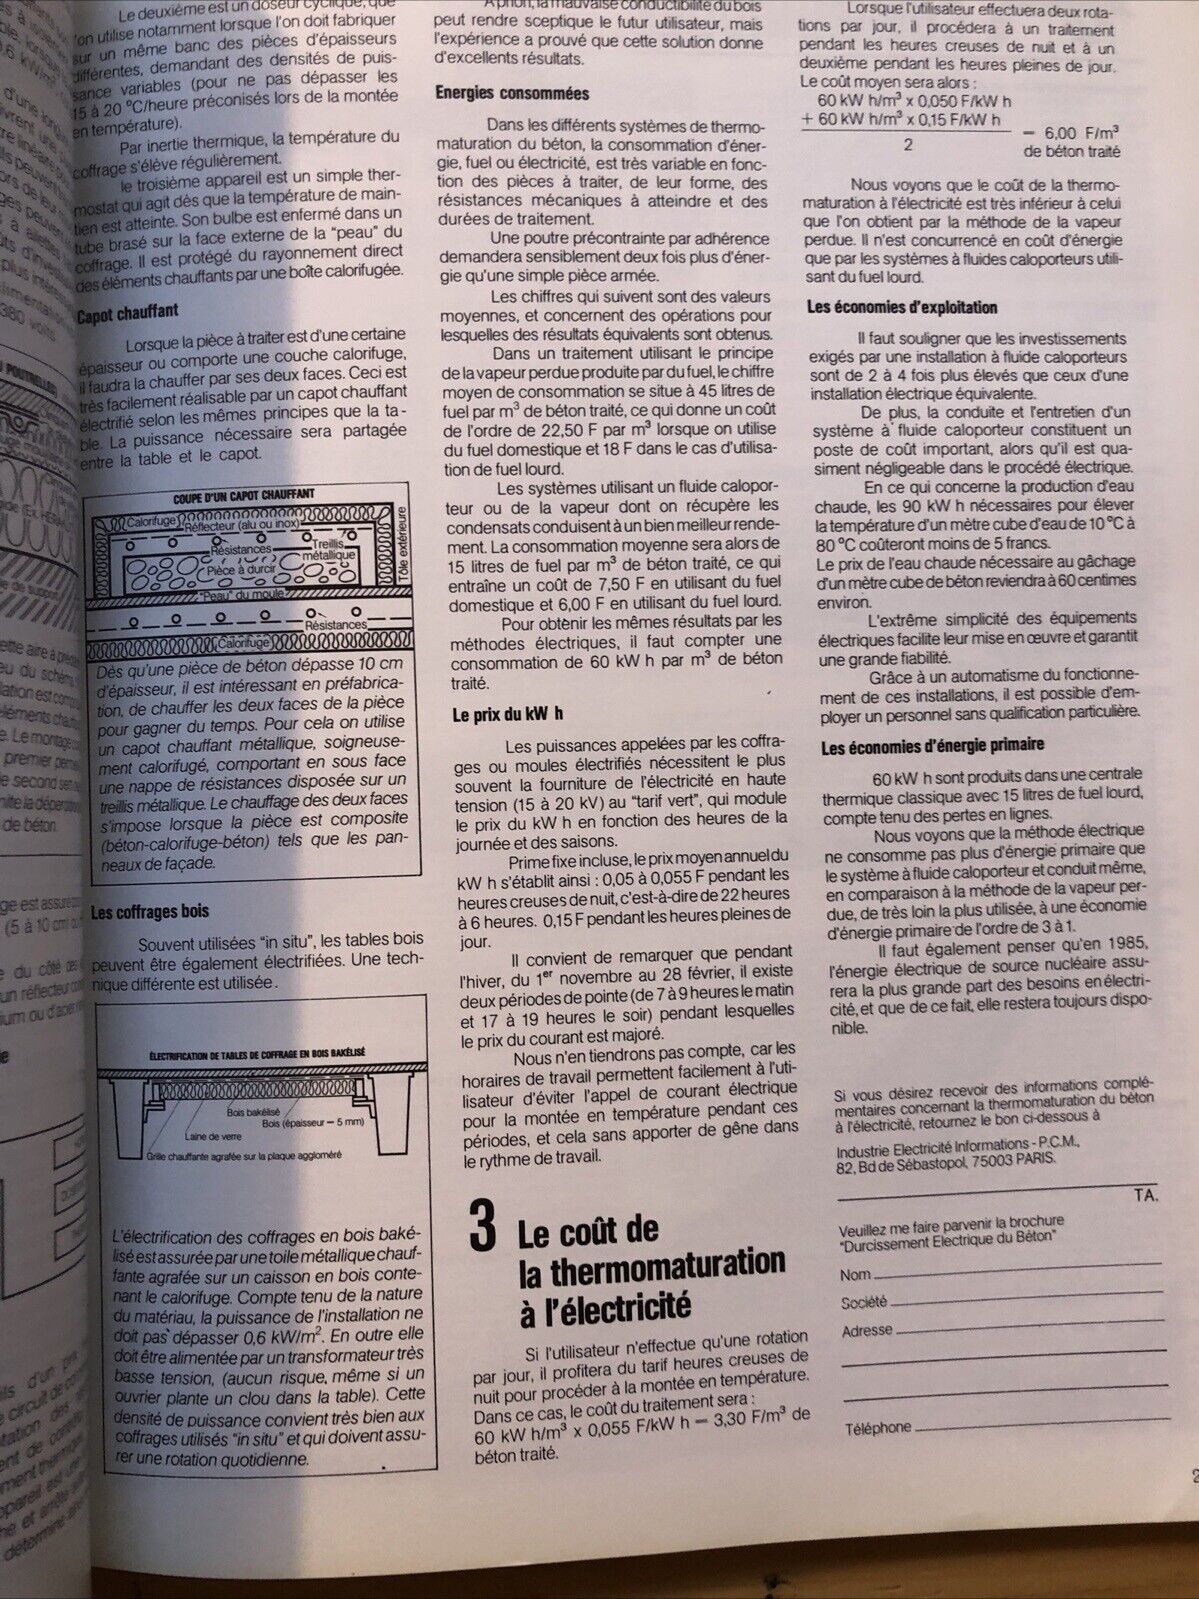 Le deuxième est un doseur cyclique, que
l'on utilise notamment lorsque l'on doit fabriquer
sur un même banc des pièces d'épaisseurs
différentes, demandant des densités de puis-
sance variables (pour ne pas dépasser les
15 à 20 °C/heure préconisés lors de la montée
en température).
Par inertie thermique, la température du
coffrage s'élève régulièrement.
le troisième appareil est un simple ther-
mostat qui agit dès que la température de main-
tien est atteinte. Son bulbe est enfermé dans un
tube brasé sur la face externe de la "peau" du
coffrage. Il est protégé du rayonnement direct
des éléments chauffants par une boîte calorifugée.
Capot chauffant
Lorsque la pièce à traiter est d'une certaine
épaisseur ou comporte une couche calorifuge,
il faudra la chauffer par ses deux faces. Ceci est
très facilement réalisable par un capot chauffant
électrifié selon les mêmes principes que la ta-
ble. La puissance nécessaire sera partagée
entre la table et le capot.
COUPE D'UN CAPOT CHAUFFANT
Calorifuge
Réflecteur (alu ou inox)
Résistances
Treillis
métallique
Pièce à durcir
Tôle extérieure
"Peau" du moule
Résistances
Calorifuge
Dès qu'une pièce de béton dépasse 10 cm
d'épaisseur, il est intéressant en préfabrica-
tion, de chauffer les deux faces de la pièce
pour gagner du temps. Pour cela on utilise
un capot chauffant métallique, soigneuse-
ment calorifugé, comportant en sous face
une nappe de résistances disposée sur un
treillis métallique. Le chauffage des deux faces
s'impose lorsque la pièce est composite
(béton-calorifuge-béton) tels que les pan-
neaux de façade.
Les coffrages bois
Souvent utilisées "in situ", les tables bois
peuvent être également électrifiées. Une tech-
nique différente est utilisée.
ÉLECTRIFICATION DE TABLES DE COFFRAGE EN BOIS BAKÉLISÉ
Bois bakélisé
Bois (épaisseur = 5 mm)
Laine de verre
Grille chauffante agrafée sur la plaque aggloméré
L'électrification des coffrages en bois baké-
lisé est assurée par une toile métallique chauf-
fante agrafée sur un caisson en bois conte-
nant le calorifuge. Compte tenu de la nature
du matériau, la puissance de l'installation ne
doit pas dépasser 0,6 kW/m². En outre elle
doit être alimentée par un transformateur très
basse tension, (aucun risque, même si un
ouvrier plante un clou dans la table). Cette
densité de puissance convient très bien aux
coffrages utilisés "in situ" et qui doivent assu-
rer une rotation quotidienne.
A priori, la mauvaise conductibilité du bois
peut rendre sceptique le futur utilisateur, mais
l'expérience a prouvé que cette solution donne
d'excellents résultats.
Energies consommées
Dans les différents systèmes de thermo-
maturation du béton, la consommation d'éner-
gie, fuel ou électricité, est très variable en fonc-
tion des pièces à traiter, de leur forme, des
résistances mécaniques à atteindre et des
durées de traitement.
Une poutre précontrainte par adhérence
demandera sensiblement deux fois plus d'éner-
gie qu'une simple pièce armée.
Les chiffres qui suivent sont des valeurs
moyennes, et concernent des opérations pour
lesquelles des résultats équivalents sont obtenus.
Dans un traitement utilisant le principe
de la vapeur perdue produite par du fuel, le chiffre
moyen de consommation se situe à 45 litres de
fuel par m³ de béton traité, ce qui donne un coût
de l'ordre de 22,50 F par m³ lorsque on utilise
du fuel domestique et 18 F dans le cas d'utilisa-
tion de fuel lourd.
Les systèmes utilisant un fluide calopor-
teur ou de la vapeur dont on récupère les
condensats conduisent à un bien meilleur rende-
ment. La consommation moyenne sera alors de
15 litres de fuel par m³ de béton traité, ce qui
entraîne un coût de 7,50 F en utilisant du fuel
domestique et 6,00 F en utilisant du fuel lourd.
Pour obtenir les mêmes résultats par les
méthodes électriques, il faut compter une
consommation de 60 kW h par m³ de béton
traité.
Le prix du kW h
Les puissances appelées par les coffra-
ges ou moules électrifiés nécessitent le plus
souvent la fourniture de l'électricité en haute
tension (15 à 20 kV) au "tarif vert", qui module
le prix du kW h en fonction des heures de la
journée et des saisons.
Prime fixe incluse, le prix moyen annuel du
kW h s'établit ainsi : 0,05 à 0,055 F pendant les
heures creuses de nuit, c'est-à-dire de 22 heures
à 6 heures. 0,15 F pendant les heures pleines de
jour.
Il convient de remarquer que pendant
l'hiver, du 1er novembre au 28 février, il existe
deux périodes de pointe (de 7 à 9 heures le matin
et 17 à 19 heures le soir) pendant lesquelles
le prix du courant est majoré.
Nous n'en tiendrons pas compte, car les
horaires de travail permettent facilement à l'uti-
lisateur d'éviter l'appel de courant électrique
pour la montée en température pendant ces
périodes, et cela sans apporter de gêne dans
le rythme de travail.
3 Le coût de
la thermomaturation
à l'électricité
Si l'utilisateur n'effectue qu'une rotation
par jour, il profitera du tarif heures creuses de
nuit pour procéder à la montée en température.
Dans ce cas, le coût du traitement sera :
60 kW h/m³ x 0,055 F/kW h = 3,30 F/m³ de
béton traité.
Lorsque l'utilisateur effectuera deux rota-
tions par jour, il procédera à un traitement
pendant les heures creuses de nuit et à un
deuxième pendant les heures pleines de jour.
Le coût moyen sera alors :
60 kW h/m³ x 0,050 F/kW h
+ 60 kW h/m³ x 0,15 F/kW h
2
= 6,00 F/m³
de béton traité
Nous voyons que le coût de la thermo-
maturation à l'électricité est très inférieur à celui
que l'on obtient par la méthode de la vapeur
perdue. Il n'est concurrencé en coût d'énergie
que par les systèmes à fluides caloporteurs utili-
sant du fuel lourd.
Les économies d'exploitation
Il faut souligner que les investissements
exigés par une installation à fluide caloporteurs
sont de 2 à 4 fois plus élevés que ceux d'une
installation électrique équivalente.
De plus, la conduite et l'entretien d'un
système à fluide caloporteur constituent un
poste de coût important, alors qu'il est qua-
siment négligeable dans le procédé électrique.
En ce qui concerne la production d'eau
chaude, les 90 kW h nécessaires pour élever
la température d'un mètre cube d'eau de 10 °C à
80 °C coûteront moins de 5 francs.
Le prix de l'eau chaude nécessaire au gâchage
d'un mètre cube de béton reviendra à 60 centimes
environ.
L'extrême simplicité des équipements
électriques facilite leur mise en œuvre et garantit
une grande fiabilité.
Grâce à un automatisme du fonctionne-
ment de ces installations, il est possible d'em-
ployer un personnel sans qualification particulière.
Les économies d'énergie primaire
60 kW h sont produits dans une centrale
thermique classique avec 15 litres de fuel lourd,
compte tenu des pertes en lignes.
Nous voyons que la méthode électrique
ne consomme pas plus d'énergie primaire que
le système à fluide caloporteur et conduit même,
en comparaison à la méthode de la vapeur per-
due, de très loin la plus utilisée, à une économie
d'énergie primaire de l'ordre de 3 à 1.
Il faut également penser qu'en 1985,
l'énergie électrique de source nucléaire assu-
rera la plus grande part des besoins en électri-
cité, et que de ce fait, elle restera toujours dispo-
nible.
Si vous désirez recevoir des informations complé-
mentaires concernant la thermomaturation du béton
à l'électricité, retournez le bon ci-dessous à
Industrie Electricité Informations - P.C.M.,
82, Bd de Sébastopol, 75003 PARIS.
TA.
Veuillez me faire parvenir la brochure
"Durcissement Electrique du Béton"
Nom
Société
Adresse
Téléphone